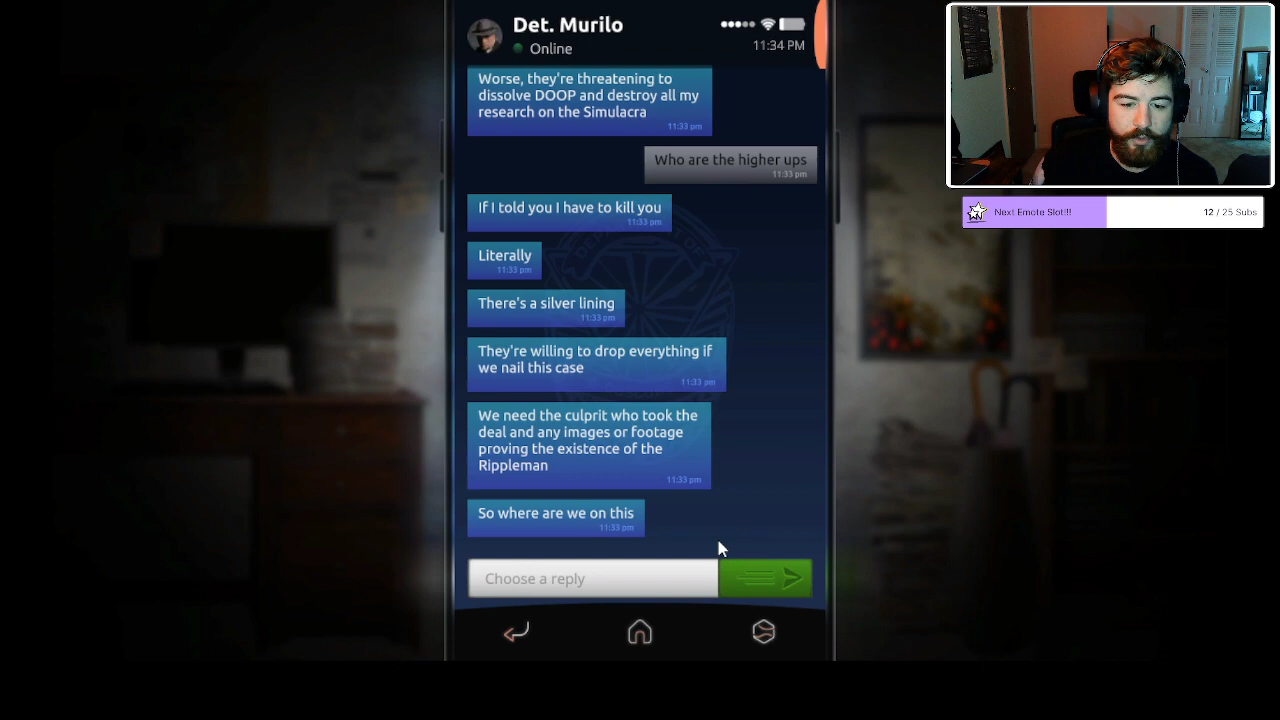 Det. Murilo
Online
11:34 PM
Worse, they're threatening to
dissolve DOOP and destroy all my
research on the Simulacra
11:33 pm
Who are the higher ups
11:33 pm
If I told you I have to kill you
11:33 pm
Literally
11:33 pm
There's a silver lining
11:33 pm
They're willing to drop everything if
we nail this case
11:33 pm
We need the culprit who took the
deal and any images or footage
proving the existence of the
Rippleman
11:33 pm
So where are we on this
11:33 pm
Choose a reply
Next Emote Slot!!!
12 / 25 Subs